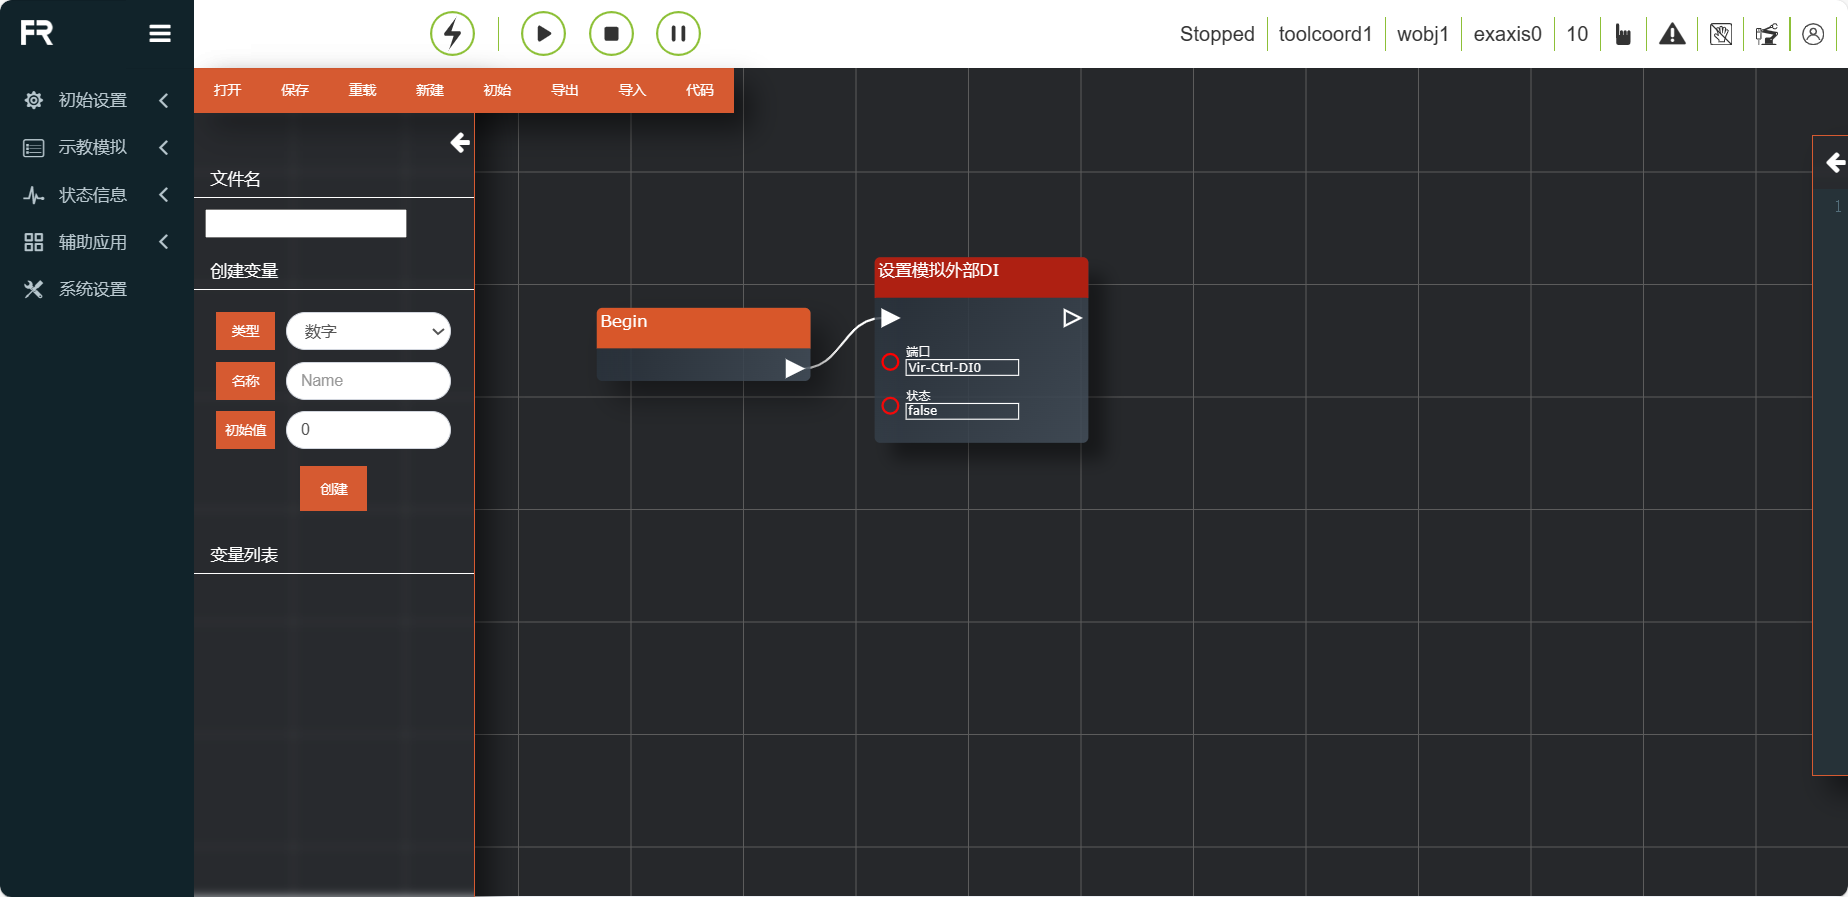 FR
Stopped
toolcoord1
wobj1
exaxis0
10
初始设置
示教模拟
状态信息
辅助应用
系统设置
打开
保存
重载
新建
初始
导出
导入
代码
文件名
创建变量
类型
数字
名称
Name
初始值
0
创建
变量列表
Begin
设置模拟外部DI
端口
Vir-Ctrl-DI0
状态
false
1